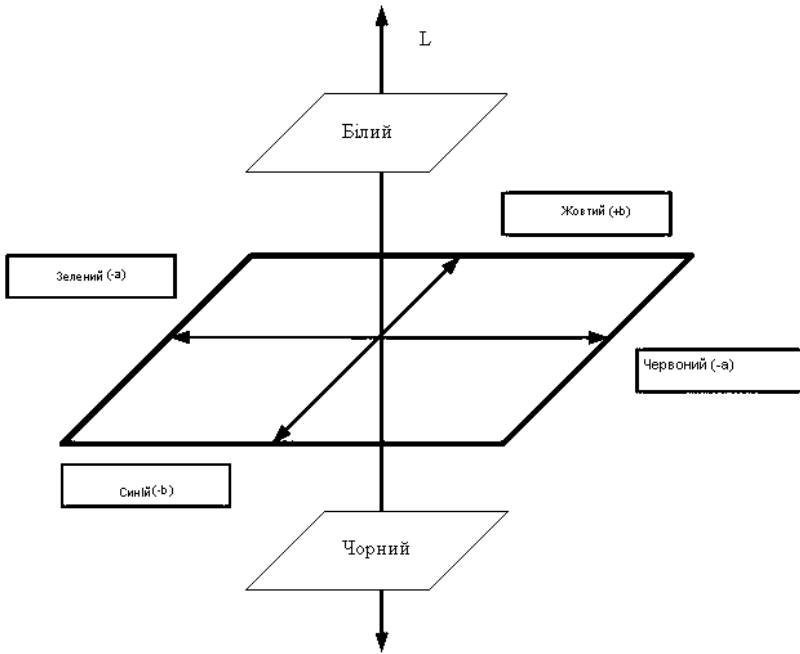 L
Білий
Жовтий (+b)
Зелений (-a)
Червоний (-a)
Синій (-b)
Чорний